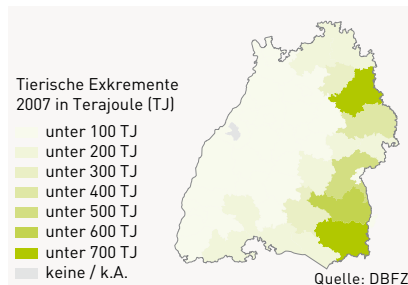 Tierische Exkremente
2007 in Terajoule (TJ)
unter 100 TJ
unter 200 TJ
unter 300 TJ
unter 400 TJ
unter 500 TJ
unter 600 TJ
unter 700 TJ
keine / k.A.
Quelle: DBFZ